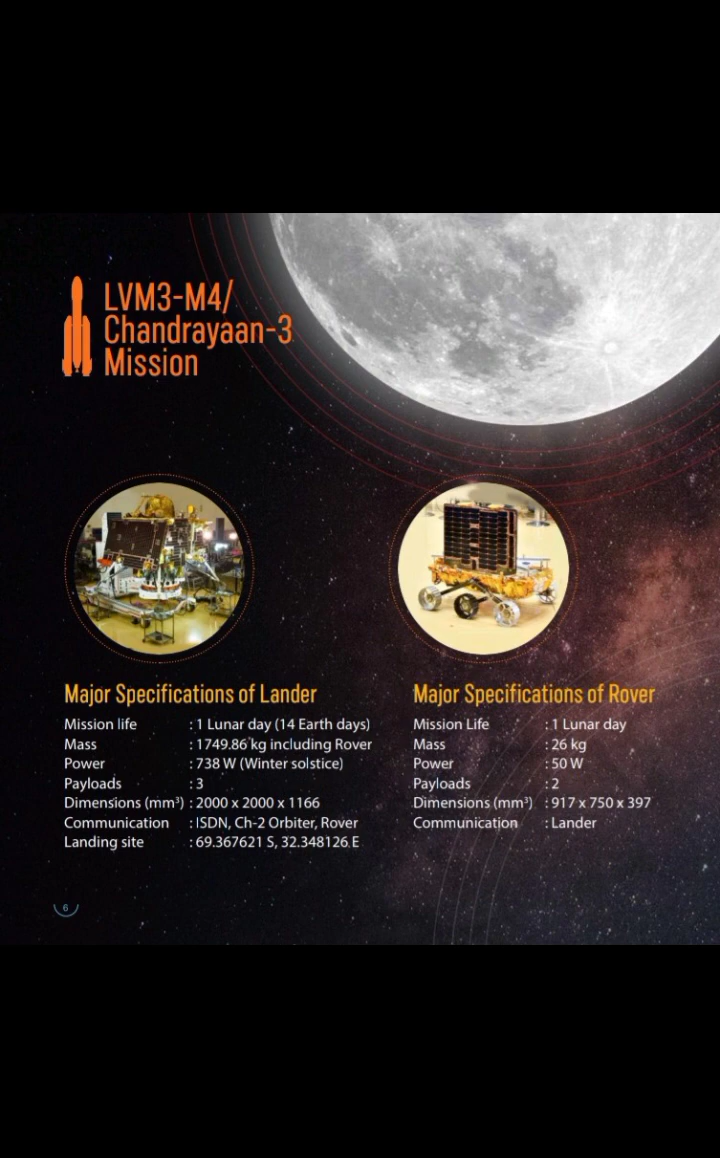 LVM3-M4/
Chandrayaan-3
Mission
Major Specifications of Lander
Mission life : 1 Lunar day (14 Earth days)
Mass : 1749.86 kg including Rover
Power : 738 W (Winter solstice)
Payloads : 3
Dimensions (mm³) : 2000 x 2000 x 1166
Communication : ISDN, Ch-2 Orbiter, Rover
Landing site : 69.367621 S, 32.348126 E
Major Specifications of Rover
Mission Life : 1 Lunar day
Mass : 26 kg
Power : 50 W
Payloads : 2
Dimensions (mm³) : 917 x 750 x 397
Communication : Lander
6